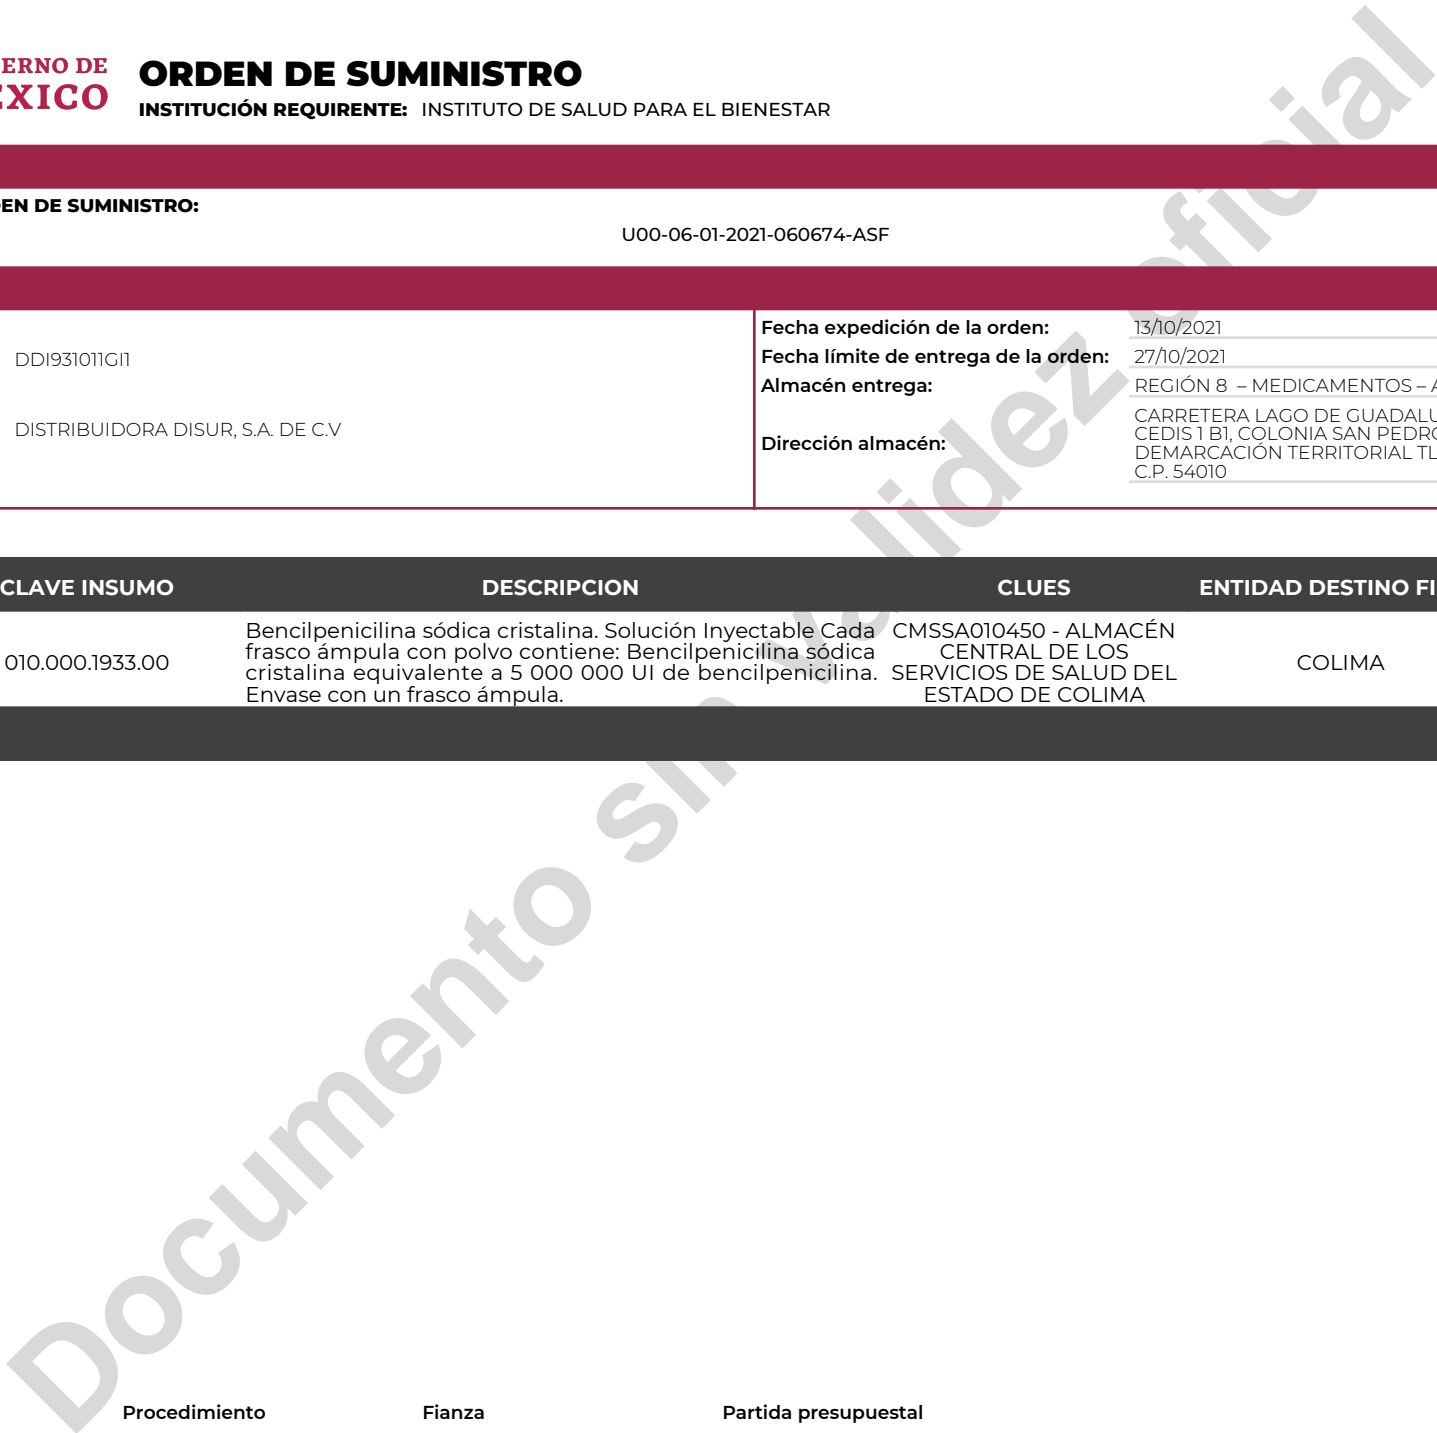 ERNO DE
EXICO
ORDEN DE SUMINISTRO
INSTITUCIÓN REQUIRENTE: INSTITUTO DE SALUD PARA EL BIENESTAR
EN DE SUMINISTRO:
U00-06-01-2021-060674-ASF
DDI931011GI1
DISTRIBUIDORA DISUR, S.A. DE C.V
Fecha expedición de la orden: 13/10/2021
Fecha límite de entrega de la orden: 27/10/2021
Almacén entrega: REGIÓN 8 – MEDICAMENTOS – A
Dirección almacén:
CARRETERA LAGO DE GUADALU
CEDIS 1 B1, COLONIA SAN PEDRO
DEMARCACIÓN TERRITORIAL TL
C.P. 54010
CLAVE INSUMO DESCRIPCION CLUES ENTIDAD DESTINO FI
010.000.1933.00
Bencilpenicilina sódica cristalina. Solución Inyectable Cada
frasco ámpula con polvo contiene: Bencilpenicilina sódica
cristalina equivalente a 5 000 000 UI de bencilpenicilina.
Envase con un frasco ámpula.
CMSSA010450 - ALMACÉN
CENTRAL DE LOS
SERVICIOS DE SALUD DEL
ESTADO DE COLIMA
COLIMA
Documento sin validez oficial
Procedimiento Fianza Partida presupuestal